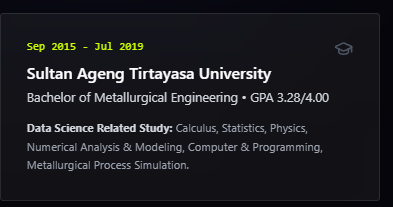 Sep 2015 - Jul 2019
Sultan Ageng Tirtayasa University
Bachelor of Metallurgical Engineering • GPA 3.28/4.00
Data Science Related Study: Calculus, Statistics, Physics,
Numerical Analysis & Modeling, Computer & Programming,
Metallurgical Process Simulation.